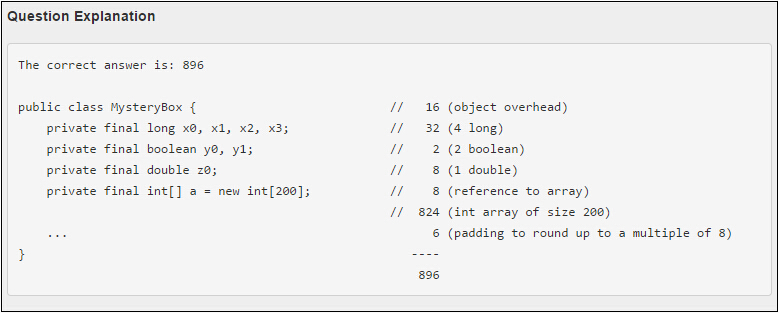 Question Explanation
The correct answer is: 896
public class MysteryBox {                           //   16 (object overhead)
    private final long x0, x1, x2, x3;              //   32 (4 long)
    private final boolean y0, y1;                   //    2 (2 boolean)
    private final double z0;                        //    8 (1 double)
    private final int[] a = new int[200];           //    8 (reference to array)
                                                    //  824 (int array of size 200)
    ...                                                   6 (padding to round up to a multiple of 8)
}                                                      ----
                                                        896